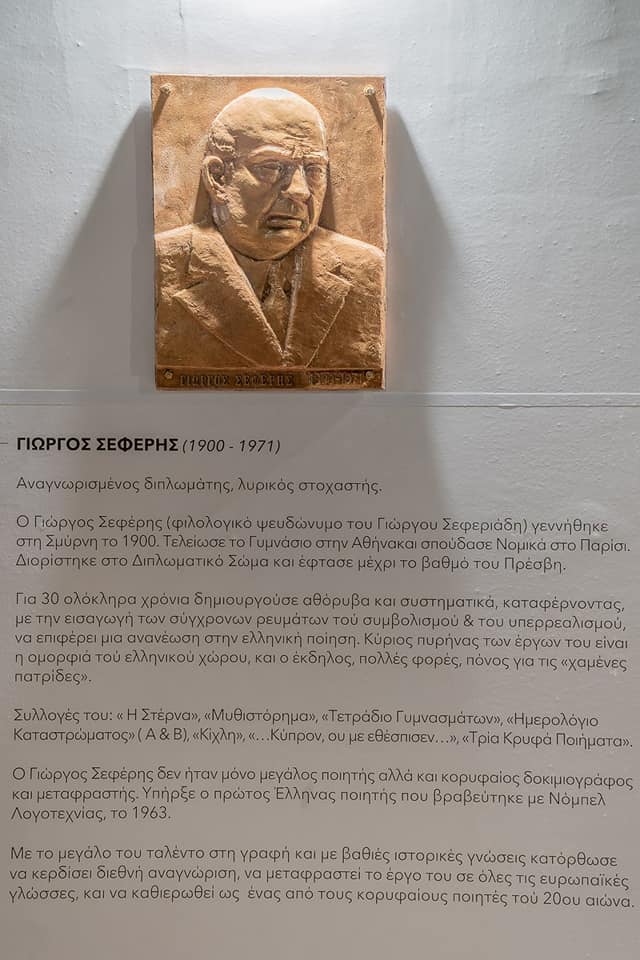 ΓΙΩΡΓΟΣ ΣΕΦΕΡΗΣ 1900-1971
ΓΙΩΡΓΟΣ ΣΕΦΕΡΗΣ (1900 - 1971)
Αναγνωρισμένος διπλωμάτης, λυρικός στοχαστής.
Ο Γιώργος Σεφέρης (φιλολογικό ψευδώνυμο του Γιώργου Σεφεριάδη) γεννήθηκε
στη Σμύρνη το 1900. Τελείωσε το Γυμνάσιο στην Αθήνακαι σπούδασε Νομικά στο Παρίσι.
Διορίστηκε στο Διπλωματικό Σώμα και έφτασε μέχρι το βαθμό του Πρέσβη.
Για 30 ολόκληρα χρόνια δημιουργούσε αθόρυβα και συστηματικά, καταφέρνοντας,
με την εισαγωγή των σύγχρονων ρευμάτων τού συμβολισμού & του υπερρεαλισμού,
να επιφέρει μια ανανέωση στην ελληνική ποίηση. Κύριος πυρήνας των έργων του είναι
η ομορφιά τού ελληνικού χώρου, και ο έκδηλος, πολλές φορές, πόνος για τις «χαμένες
πατρίδες».
Συλλογές του: « Η Στέρνα», «Μυθιστόρημα», «Τετράδιο Γυμνασμάτων», «Ημερολόγιο
Καταστρώματος» ( Α & Β), «Κίχλη», «…Κύπρον, ου με εθέσπισεν…», «Τρία Κρυφά Ποιήματα».
Ο Γιώργος Σεφέρης δεν ήταν μόνο μεγάλος ποιητής αλλά και κορυφαίος δοκιμιογράφος
και μεταφραστής. Υπήρξε ο πρώτος Έλληνας ποιητής που βραβεύτηκε με Νόμπελ
Λογοτεχνίας, το 1963.
Με το μεγάλο του ταλέντο στη γραφή και με βαθιές ιστορικές γνώσεις κατόρθωσε
να κερδίσει διεθνή αναγνώριση, να μεταφραστεί το έργο του σε όλες τις ευρωπαϊκές
γλώσσες, και να καθιερωθεί ως ένας από τους κορυφαίους ποιητές τού 20ου αιώνα.